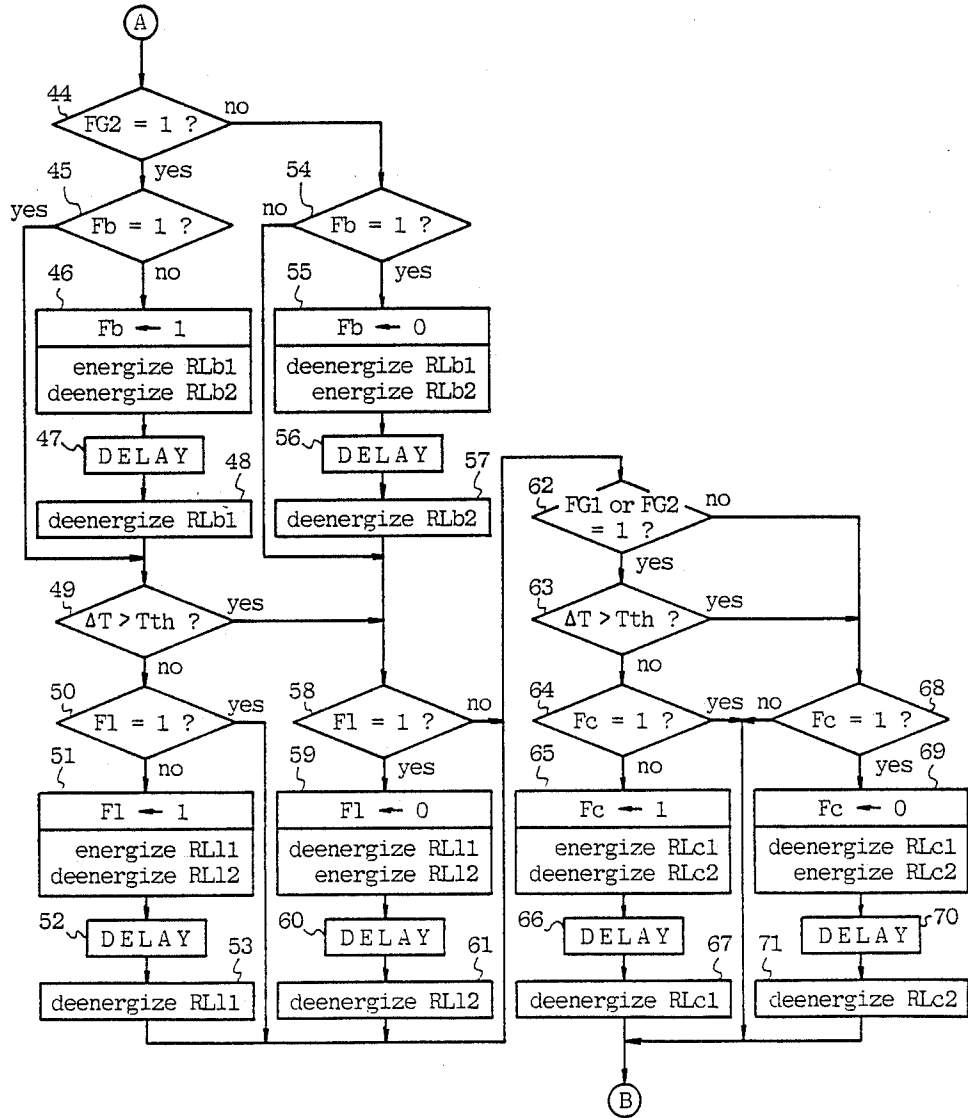 A
44
FG2 = 1 ?
no
yes
45
yes
Fb = 1 ?
no
54
no
Fb = 1 ?
yes
46
Fb ← 1
energize RLb1
deenergize RLb2
47
DELAY
48
deenergize RLb1
55
Fb ← 0
deenergize RLb1
energize RLb2
56
DELAY
57
deenergize RLb2
49
ΔT > Tth ?
yes
no
50
Fl = 1 ?
yes
no
58
Fl = 1 ?
no
yes
51
Fl ← 1
energize RLl1
deenergize RLl2
52
DELAY
53
deenergize RLl1
59
Fl ← 0
deenergize RLl1
energize RLl2
60
DELAY
61
deenergize RLl2
62
FG1 or FG2
= 1 ?
no
yes
63
ΔT > Tth ?
yes
no
64
Fc = 1 ?
yes
no
68
no
Fc = 1 ?
yes
65
Fc ← 1
energize RLc1
deenergize RLc2
66
DELAY
67
deenergize RLc1
69
Fc ← 0
deenergize RLc1
energize RLc2
70
DELAY
71
deenergize RLc2
B